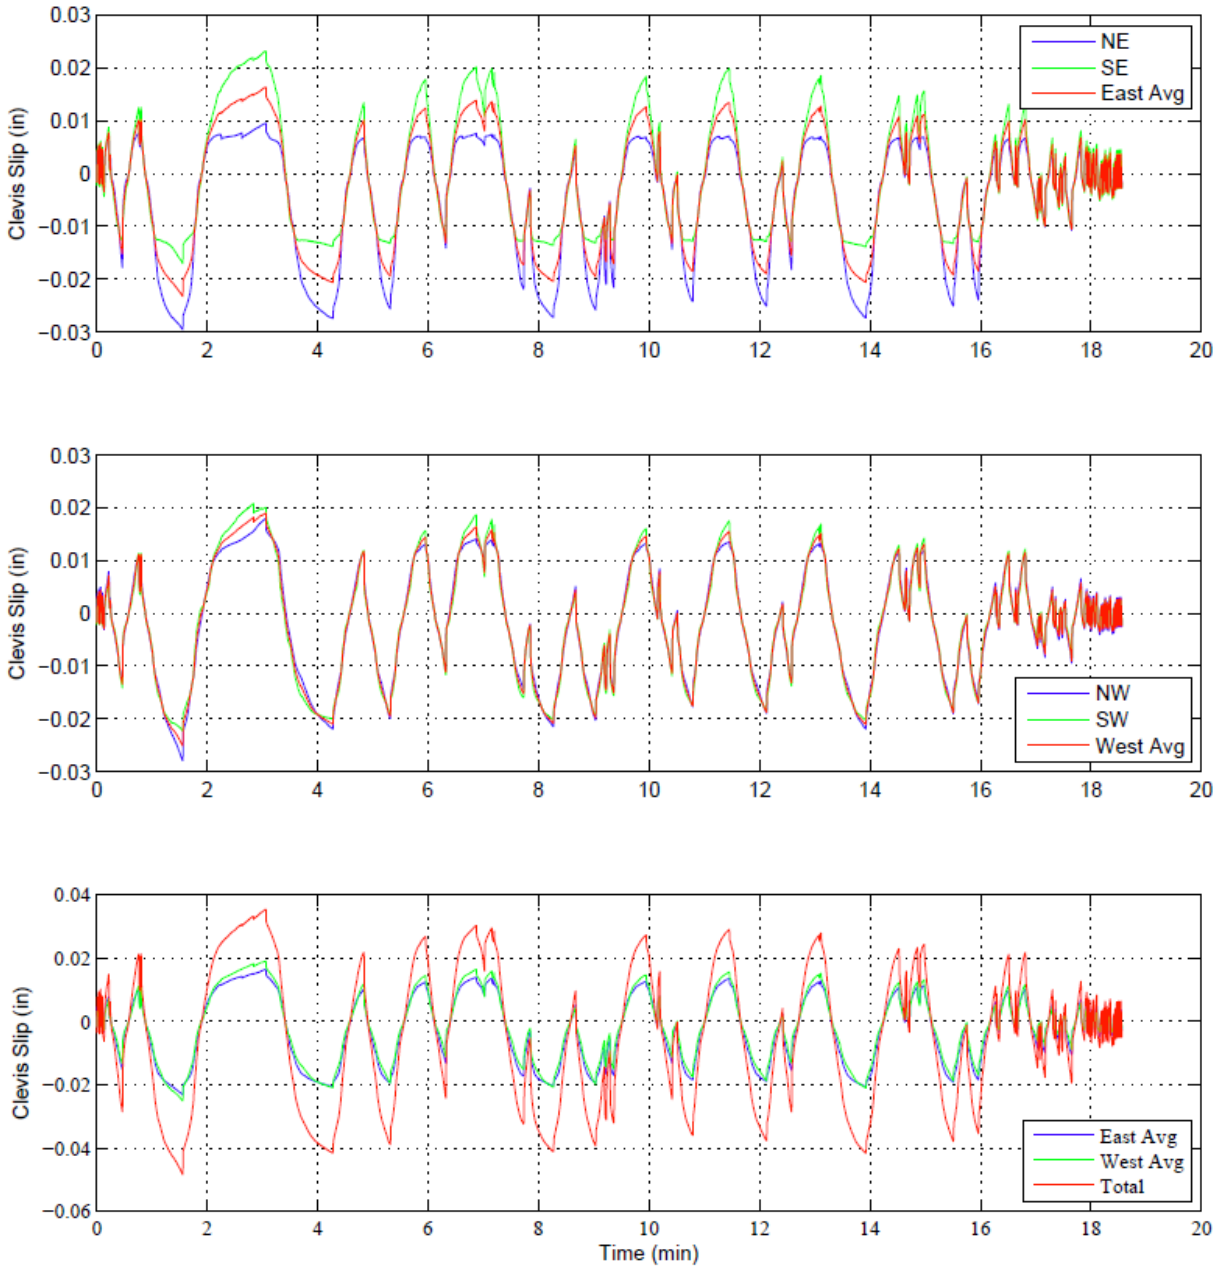 0.03
0.02
0.01
0
−0.01
−0.02
−0.03
Clevis Slip (in)
NE
SE
East Avg
0 2 4 6 8 10 12 14 16 18 20
0.03
0.02
0.01
0
−0.01
−0.02
−0.03
Clevis Slip (in)
NW
SW
West Avg
0 2 4 6 8 10 12 14 16 18 20
0.04
0.02
0
−0.02
−0.04
−0.06
Clevis Slip (in)
East Avg
West Avg
Total
0 2 4 6 8 10 12 14 16 18 20
Time (min)